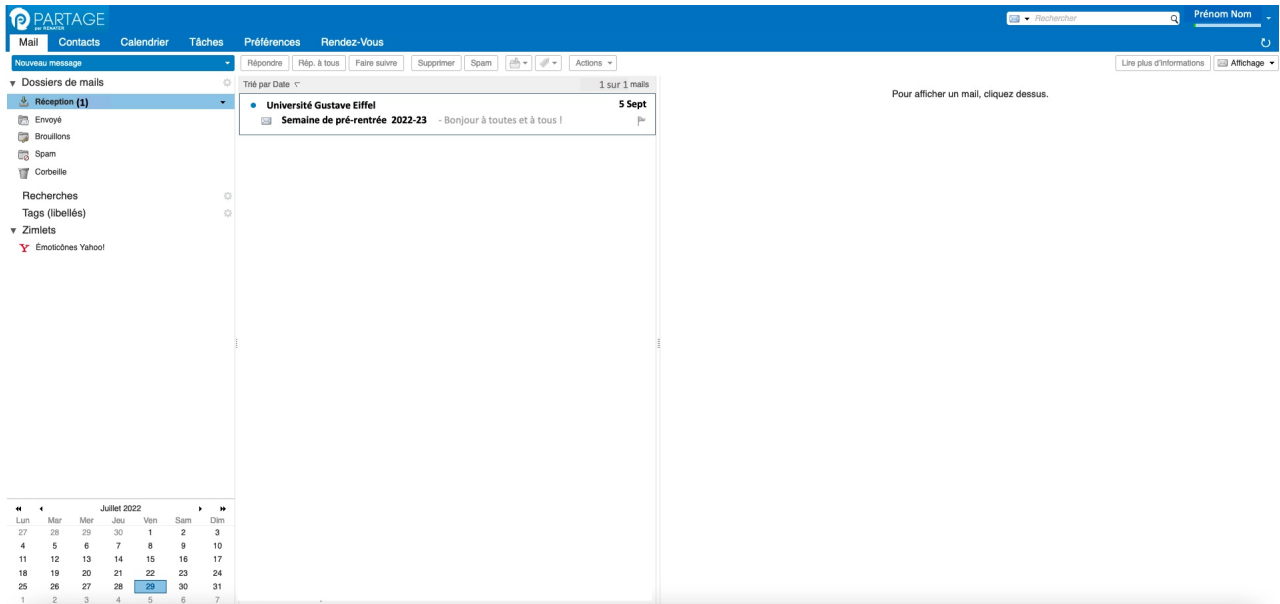 PARTAGE
par RENATER
Rechercher
Prénom Nom
Mail Contacts Calendrier Tâches Préférences Rendez-Vous
Nouveau message
Répondre Rép. à tous Faire suivre Supprimer Spam Actions
Lire plus d'informations Affichage
Dossiers de mails
Réception (1)
Envoyé
Brouillons
Spam
Corbeille
Recherches
Tags (libellés)
Zimlets
Émoticônes Yahoo!
Trié par Date 1 sur 1 mails
Université Gustave Eiffel 5 Sept
Semaine de pré-rentrée 2022-23 - Bonjour à toutes et à tous !
Pour afficher un mail, cliquez dessus.
Juillet 2022
Lun Mar Mer Jeu Ven Sam Dim
27 28 29 30 1 2 3
4 5 6 7 8 9 10
11 12 13 14 15 16 17
18 19 20 21 22 23 24
25 26 27 28 29 30 31
1 2 3 4 5 6 7